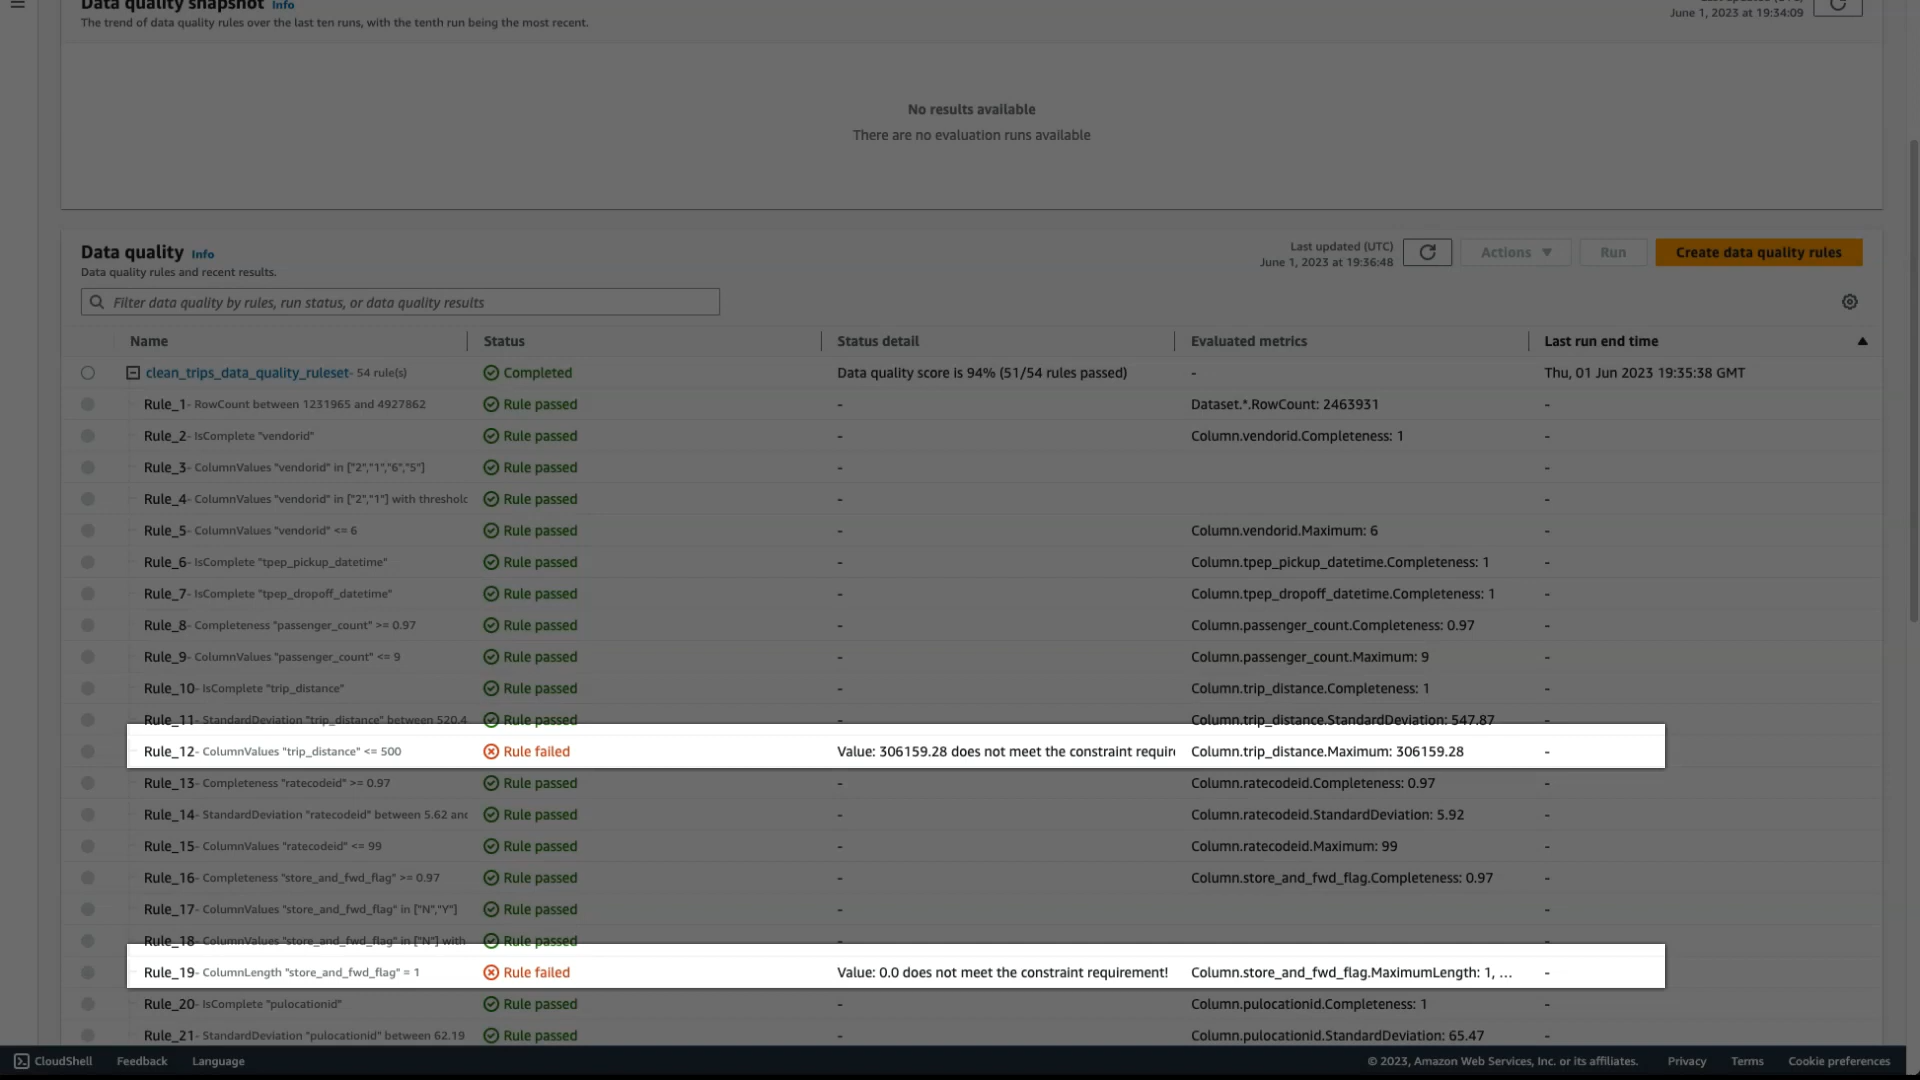 Data quality snapshot Info
The trend of data quality rules over the last ten runs, with the tenth run being the most recent.
June 1, 2023 at 19:34:09
No results available
There are no evaluation runs available
Data quality Info
Data quality rules and recent results.
Last updated (UTC)
June 1, 2023 at 19:36:48
Actions
Run
Create data quality rules
Filter data quality by rules, run status, or data quality results
Name Status Status detail Evaluated metrics Last run end time
clean_trips_data_quality_ruleset- 54 rule(s) Completed Data quality score is 94% (51/54 rules passed) - Thu, 01 Jun 2023 19:35:38 GMT
Rule_1- RowCount between 1231965 and 4927862 Rule passed - Dataset.*.RowCount: 2463931 -
Rule_2- IsComplete "vendorid" Rule passed - Column.vendorid.Completeness: 1 -
Rule_3- ColumnValues "vendorid" in ["2","1","6","5"] Rule passed - -
Rule_4- ColumnValues "vendorid" in ["2","1"] with threshold Rule passed - -
Rule_5- ColumnValues "vendorid" <= 6 Rule passed - Column.vendorid.Maximum: 6 -
Rule_6- IsComplete "tpep_pickup_datetime" Rule passed - Column.tpep_pickup_datetime.Completeness: 1 -
Rule_7- IsComplete "tpep_dropoff_datetime" Rule passed - Column.tpep_dropoff_datetime.Completeness: 1 -
Rule_8- Completeness "passenger_count" >= 0.97 Rule passed - Column.passenger_count.Completeness: 0.97 -
Rule_9- ColumnValues "passenger_count" <= 9 Rule passed - Column.passenger_count.Maximum: 9 -
Rule_10- IsComplete "trip_distance" Rule passed - Column.trip_distance.Completeness: 1 -
Rule_11- StandardDeviation "trip_distance" between 520.4 Rule passed - Column.trip_distance.StandardDeviation: 547.87 -
Rule_12- ColumnValues "trip_distance" <= 500 Rule failed Value: 306159.28 does not meet the constraint requir Column.trip_distance.Maximum: 306159.28 -
Rule_13- Completeness "ratecodeid" >= 0.97 Rule passed - Column.ratecodeid.Completeness: 0.97 -
Rule_14- StandardDeviation "ratecodeid" between 5.62 and Rule passed - Column.ratecodeid.StandardDeviation: 5.92 -
Rule_15- ColumnValues "ratecodeid" <= 99 Rule passed - Column.ratecodeid.Maximum: 99 -
Rule_16- Completeness "store_and_fwd_flag" >= 0.97 Rule passed - Column.store_and_fwd_flag.Completeness: 0.97 -
Rule_17- ColumnValues "store_and_fwd_flag" in ["N","Y"] Rule passed - -
Rule_18- ColumnValues "store_and_fwd_flag" in ["N"] with Rule passed - -
Rule_19- ColumnLength "store_and_fwd_flag" = 1 Rule failed Value: 0.0 does not meet the constraint requirement! Column.store_and_fwd_flag.MaximumLength: 1, ... -
Rule_20- IsComplete "pulocationid" Rule passed - Column.pulocationid.Completeness: 1 -
Rule_21- StandardDeviation "pulocationid" between 62.19 Rule passed - Column.pulocationid.StandardDeviation: 65.47 -
CloudShell Feedback Language © 2023, Amazon Web Services, Inc. or its affiliates. Privacy Terms Cookie preferences